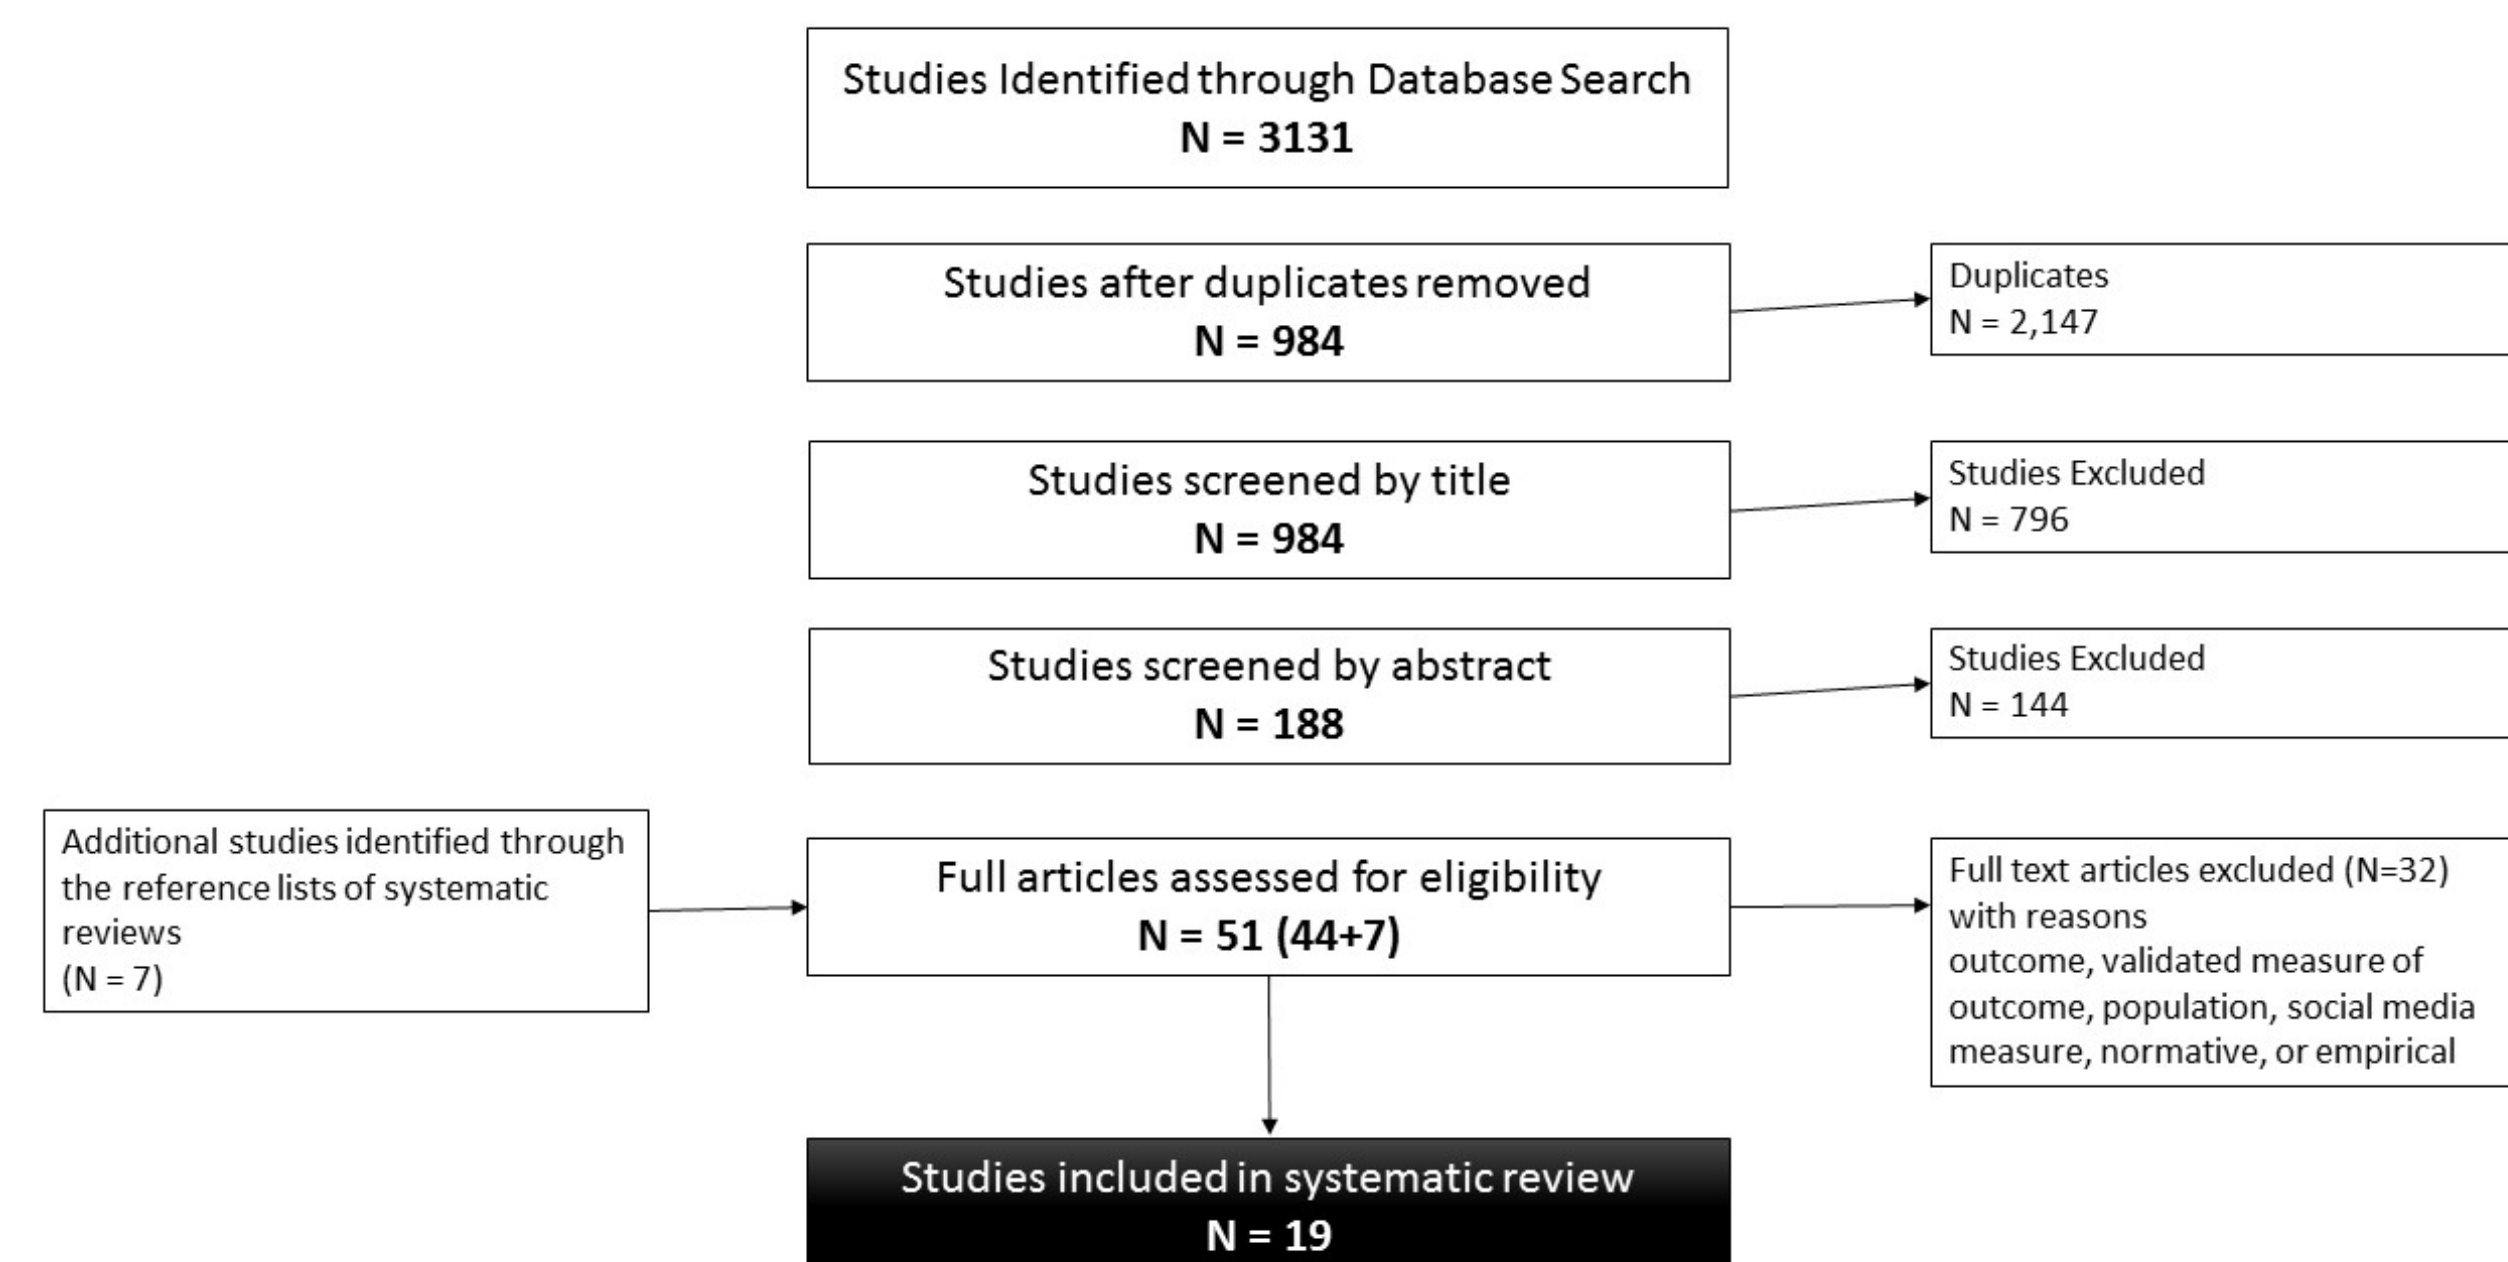 Studies Identified through Database Search
N = 3131
Studies after duplicates removed
N = 984
Duplicates
N = 2,147
Studies screened by title
N = 984
Studies Excluded
N = 796
Studies screened by abstract
N = 188
Studies Excluded
N = 144
Additional studies identified through
the reference lists of systematic
reviews
(N = 7)
Full articles assessed for eligibility
N = 51 (44+7)
Full text articles excluded (N=32)
with reasons
outcome, validated measure of
outcome, population, social media
measure, normative, or empirical
Studies included in systematic review
N = 19